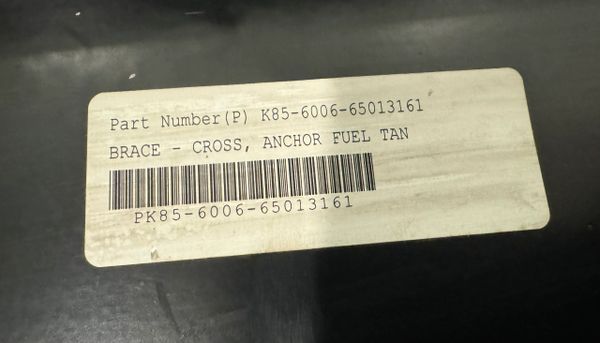 Part Number(P) K85-6006-65013161
BRACE - CROSS, ANCHOR FUEL TAN
PK85-6006-65013161